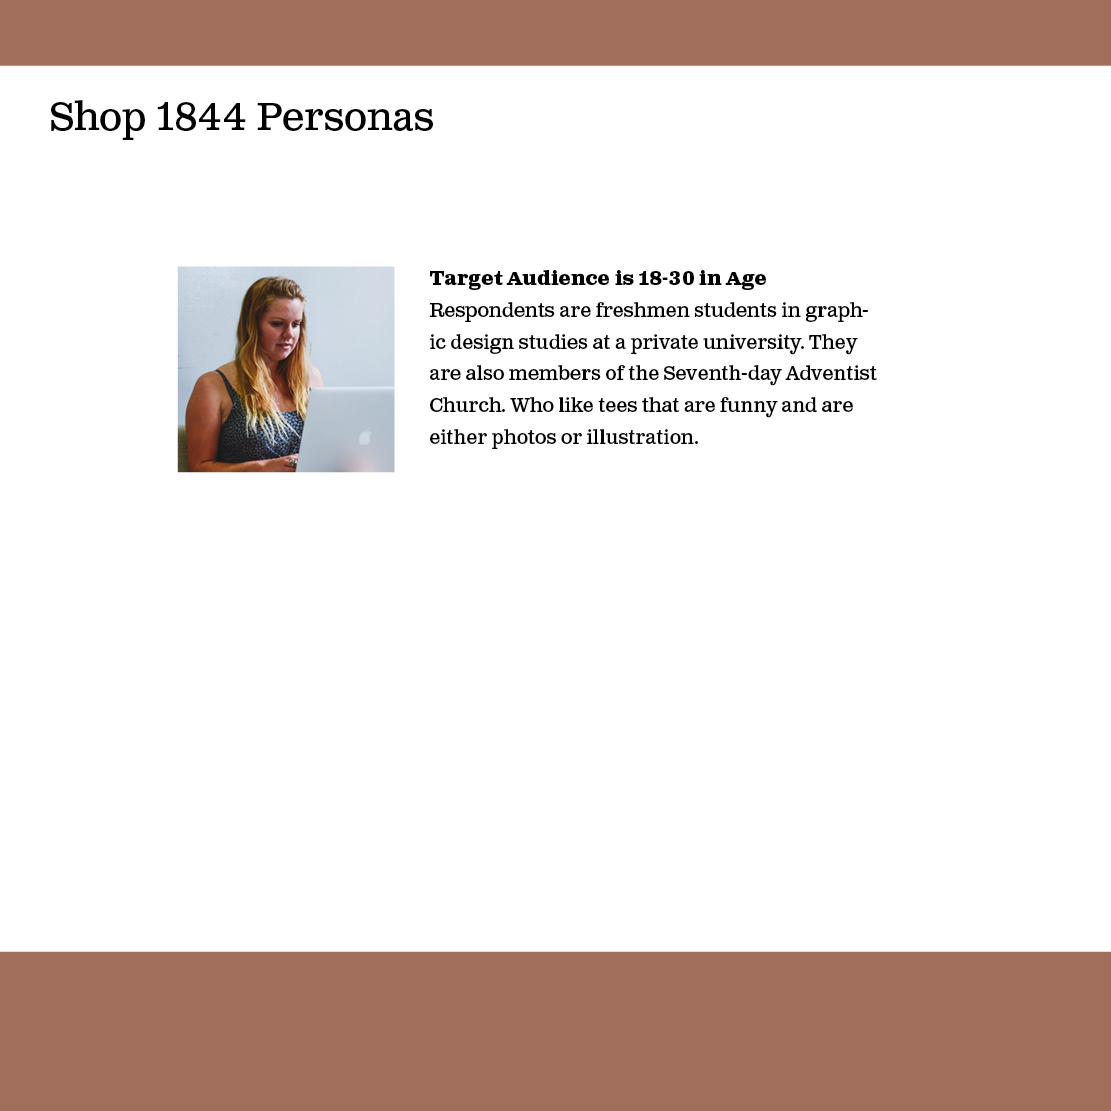 Shop 1844 Personas
Target Audience is 18-30 in Age
Respondents are freshmen students in graph-
ic design studies at a private university. They
are also members of the Seventh-day Adventist
Church. Who like tees that are funny and are
either photos or illustration.